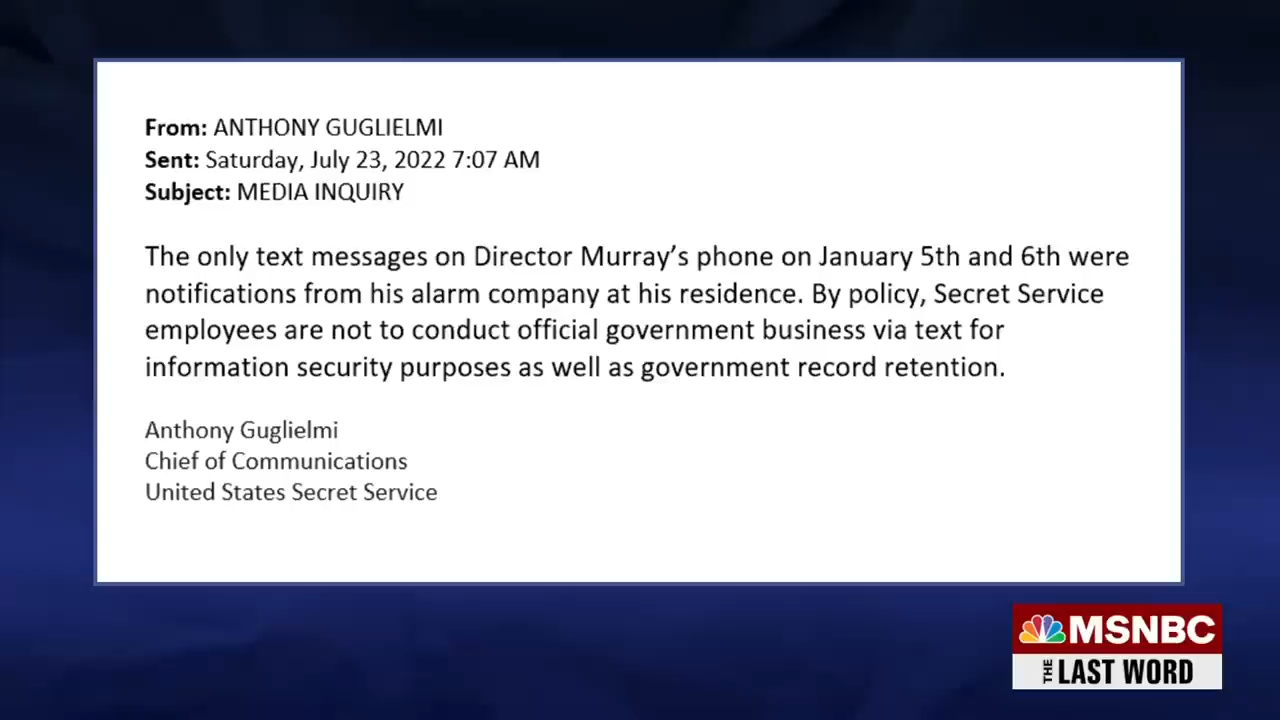 From: ANTHONY GUGLIELMI
Sent: Saturday, July 23, 2022 7:07 AM
Subject: MEDIA INQUIRY
The only text messages on Director Murray’s phone on January 5th and 6th were
notifications from his alarm company at his residence. By policy, Secret Service
employees are not to conduct official government business via text for
information security purposes as well as government record retention.
Anthony Guglielmi
Chief of Communications
United States Secret Service
MSNBC
THE LAST WORD